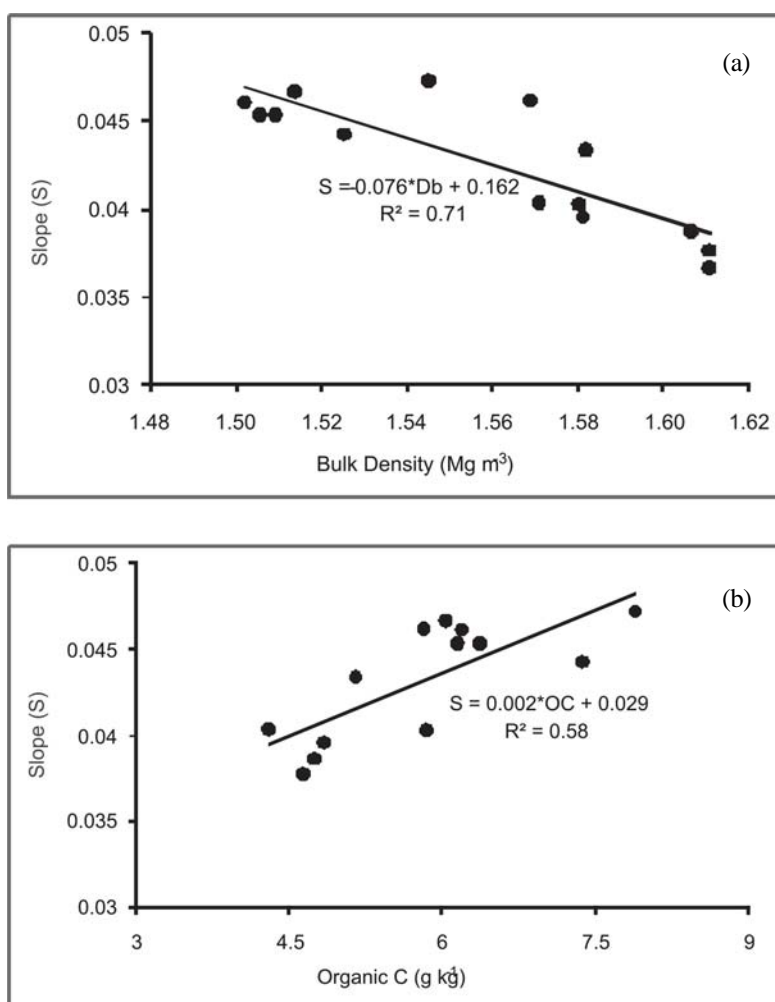 (a)
0.05
0.045
0.04
0.035
0.03
Slope (S)
S =-0.076*Db + 0.162
R² = 0.71
1.48 1.50 1.52 1.54 1.56 1.58 1.60 1.62
Bulk Density (Mg m⁻³)
(b)
0.05
0.045
0.04
0.035
0.03
Slope (S)
S = 0.002*OC + 0.029
R² = 0.58
3 4.5 6 7.5 9
Organic C (g kg⁻¹)